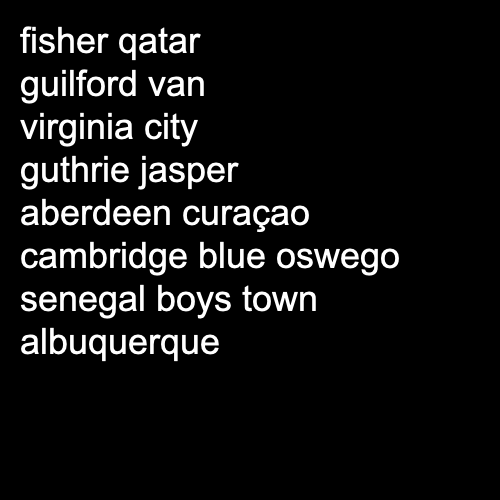 fisher qatar
guilford van
virginia city
guthrie jasper
aberdeen curaçao
cambridge blue oswego
senegal boys town
albuquerque